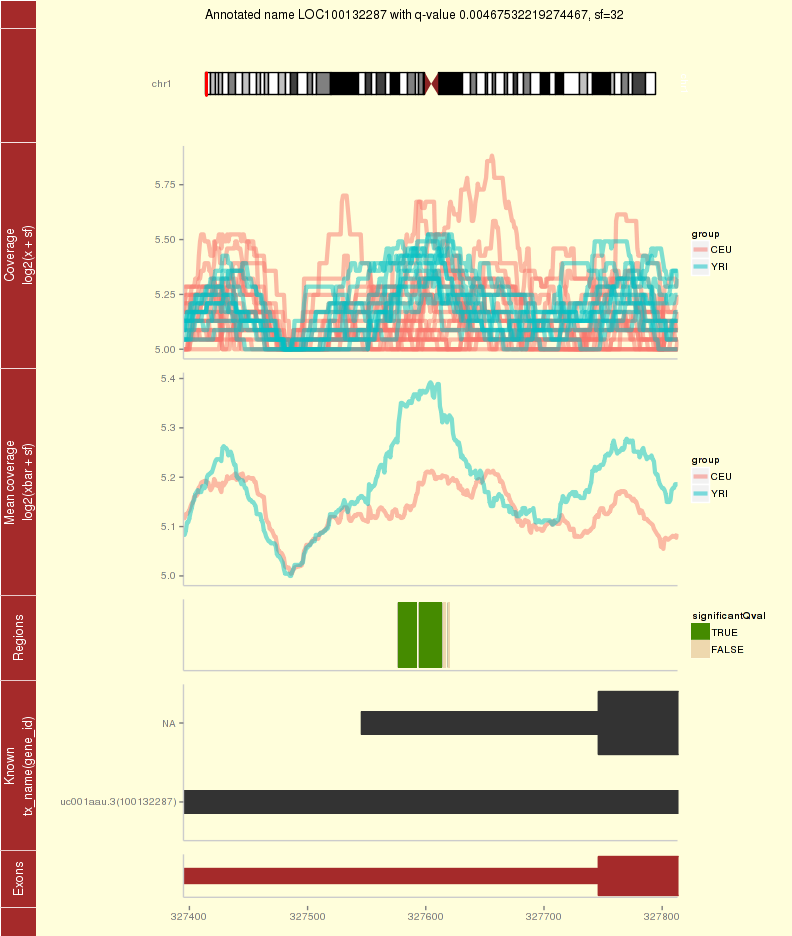 Annotated name LOC100132287 with q-value 0.00467532219274467, sf=32
chr1
Coverage
log2(x + sf)
5.75
5.50
5.25
5.00
group
CEU
YRI
Mean coverage
log2(xbar + sf)
5.4
5.3
5.2
5.1
5.0
group
CEU
YRI
Regions
significantQval
TRUE
FALSE
Known
tx_name(gene_id)
NA
uc001aau.3(100132287)
Exons
327400
327500
327600
327700
327800